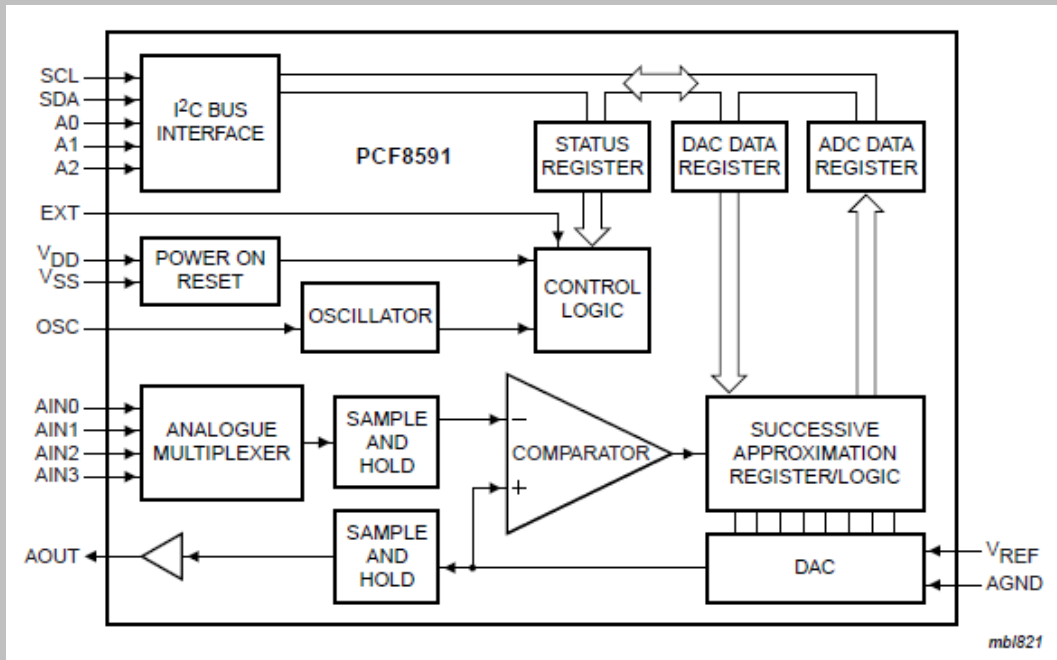 SCL
SDA
A0
A1
A2
I²C BUS
INTERFACE
PCF8591
STATUS
REGISTER
DAC DATA
REGISTER
ADC DATA
REGISTER
EXT
VDD
VSS
POWER ON
RESET
OSC
OSCILLATOR
CONTROL
LOGIC
AIN0
AIN1
AIN2
AIN3
ANALOGUE
MULTIPLEXER
SAMPLE
AND
HOLD
−
+
COMPARATOR
SUCCESSIVE
APPROXIMATION
REGISTER/LOGIC
AOUT
SAMPLE
AND
HOLD
DAC
VREF
AGND
mbl821